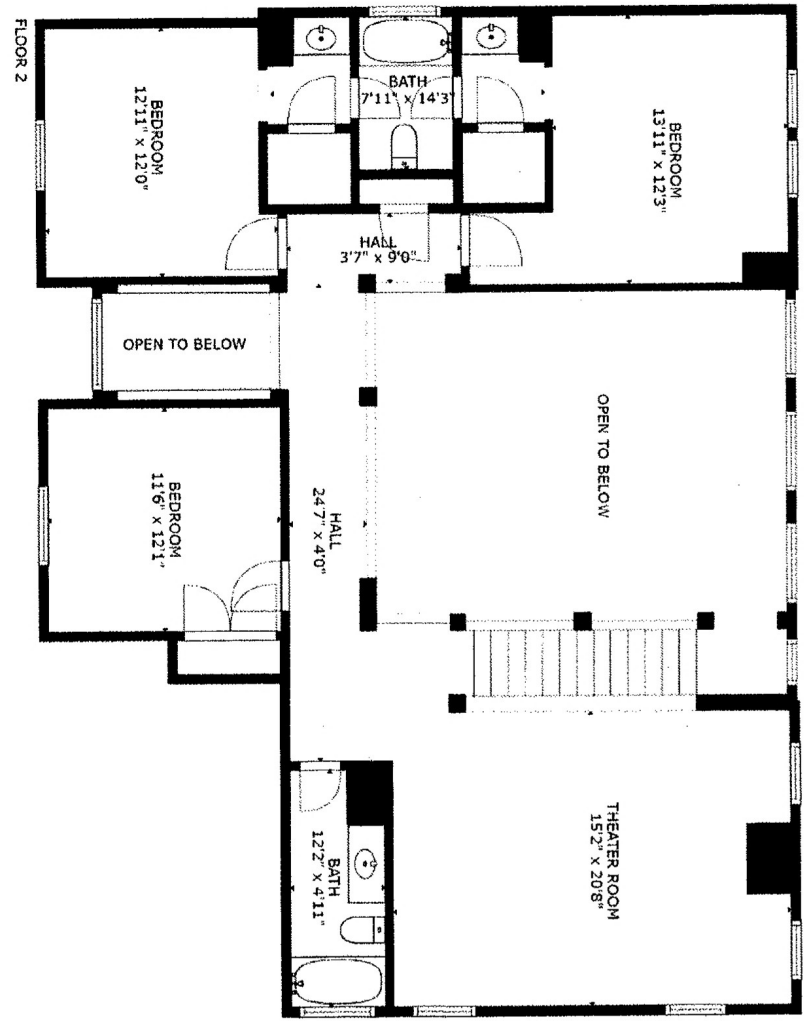 FLOOR 2
BEDROOM
12'11" x 12'0"
BATH
7'11" x 14'3"
BEDROOM
13'11" x 12'3"
HALL
3'7" x 9'0"
OPEN TO BELOW
OPEN TO BELOW
BEDROOM
11'6" x 12'1"
HALL
24'7" x 4'0"
THEATER ROOM
15'2" x 20'8"
BATH
12'2" x 4'11"